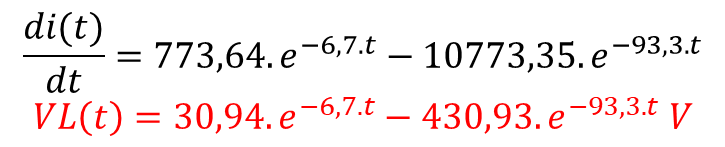 di(t)/dt = 773,64. e^−6,7.t − 10773,35. e^−93,3.t
VL(t) = 30,94. e^−6,7.t − 430,93. e^−93,3.t V